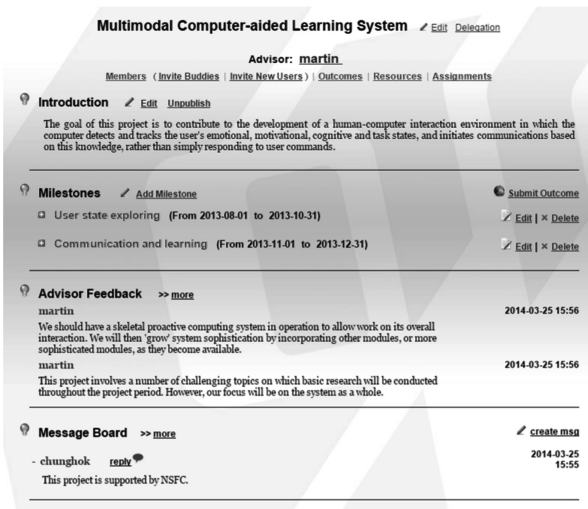 Multimodal Computer-aided Learning System Edit Delegation
Advisor: martin
Members (Invite Buddies | Invite New Users) | Outcomes | Resources | Assignments
Introduction Edit Unpublish
The goal of this project is to contribute to the development of a human-computer interaction environment in which the
computer detects and tracks the user's emotional, motivational, cognitive and task states, and initiates communications based
on this knowledge, rather than simply responding to user commands.
Milestones Add Milestone Submit Outcome
User state exploring (From 2013-08-01 to 2013-10-31) Edit | × Delete
Communication and learning (From 2013-11-01 to 2013-12-31) Edit | × Delete
Advisor Feedback >> more
martin 2014-03-25 15:56
We should have a skeletal proactive computing system in operation to allow work on its overall
interaction. We will then 'grow' system sophistication by incorporating other modules, or more
sophisticated modules, as they become available.
martin 2014-03-25 15:56
This project involves a number of challenging topics on which basic research will be conducted
throughout the project period. However, our focus will be on the system as a whole.
Message Board >> more create msg
- chunghok reply 2014-03-25
15:55
This project is supported by NSFC.